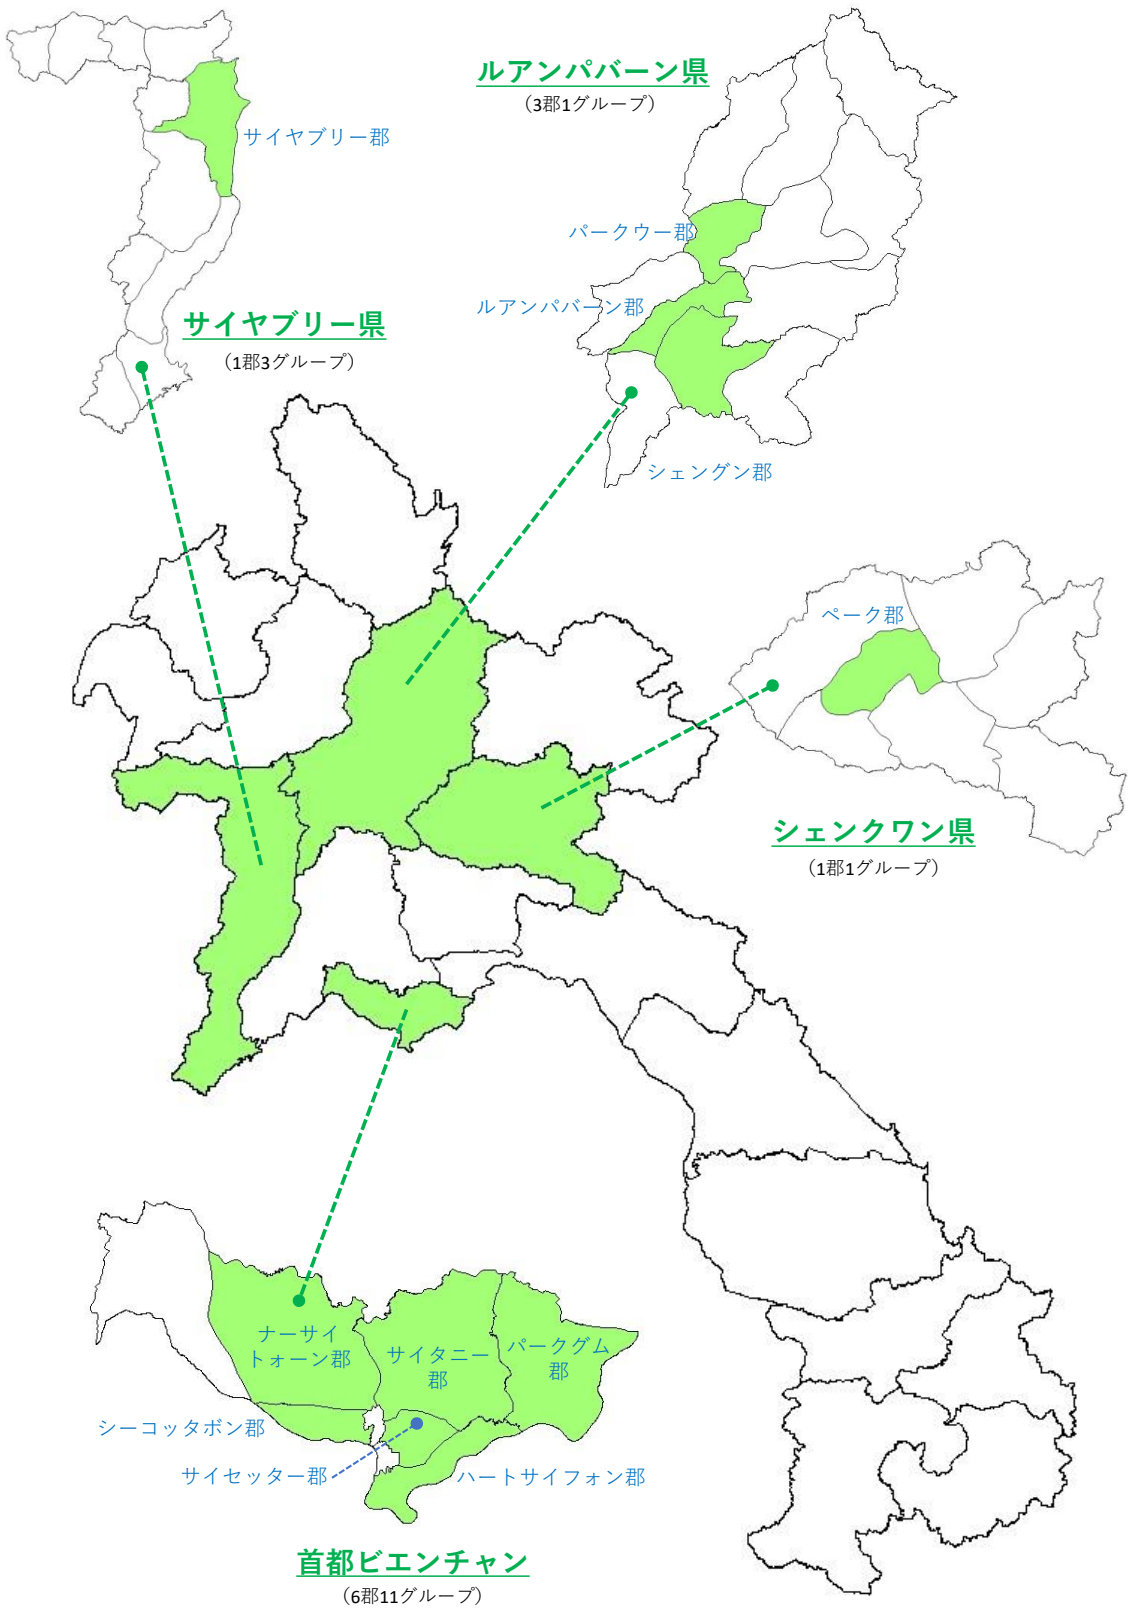 ルアンパバーン県
（3郡1グループ）
サイヤブリー郡
パークウー郡
ルアンパバーン郡
サイヤブリー県
（1郡3グループ）
シェングン郡
ペーク郡
シェンクワン県
（1郡1グループ）
ナーサイ
トォーン郡
サイタニー
郡
パークグム
郡
シーコッタボン郡
サイセッター郡
ハートサイフォン郡
首都ビエンチャン
（6郡11グループ）